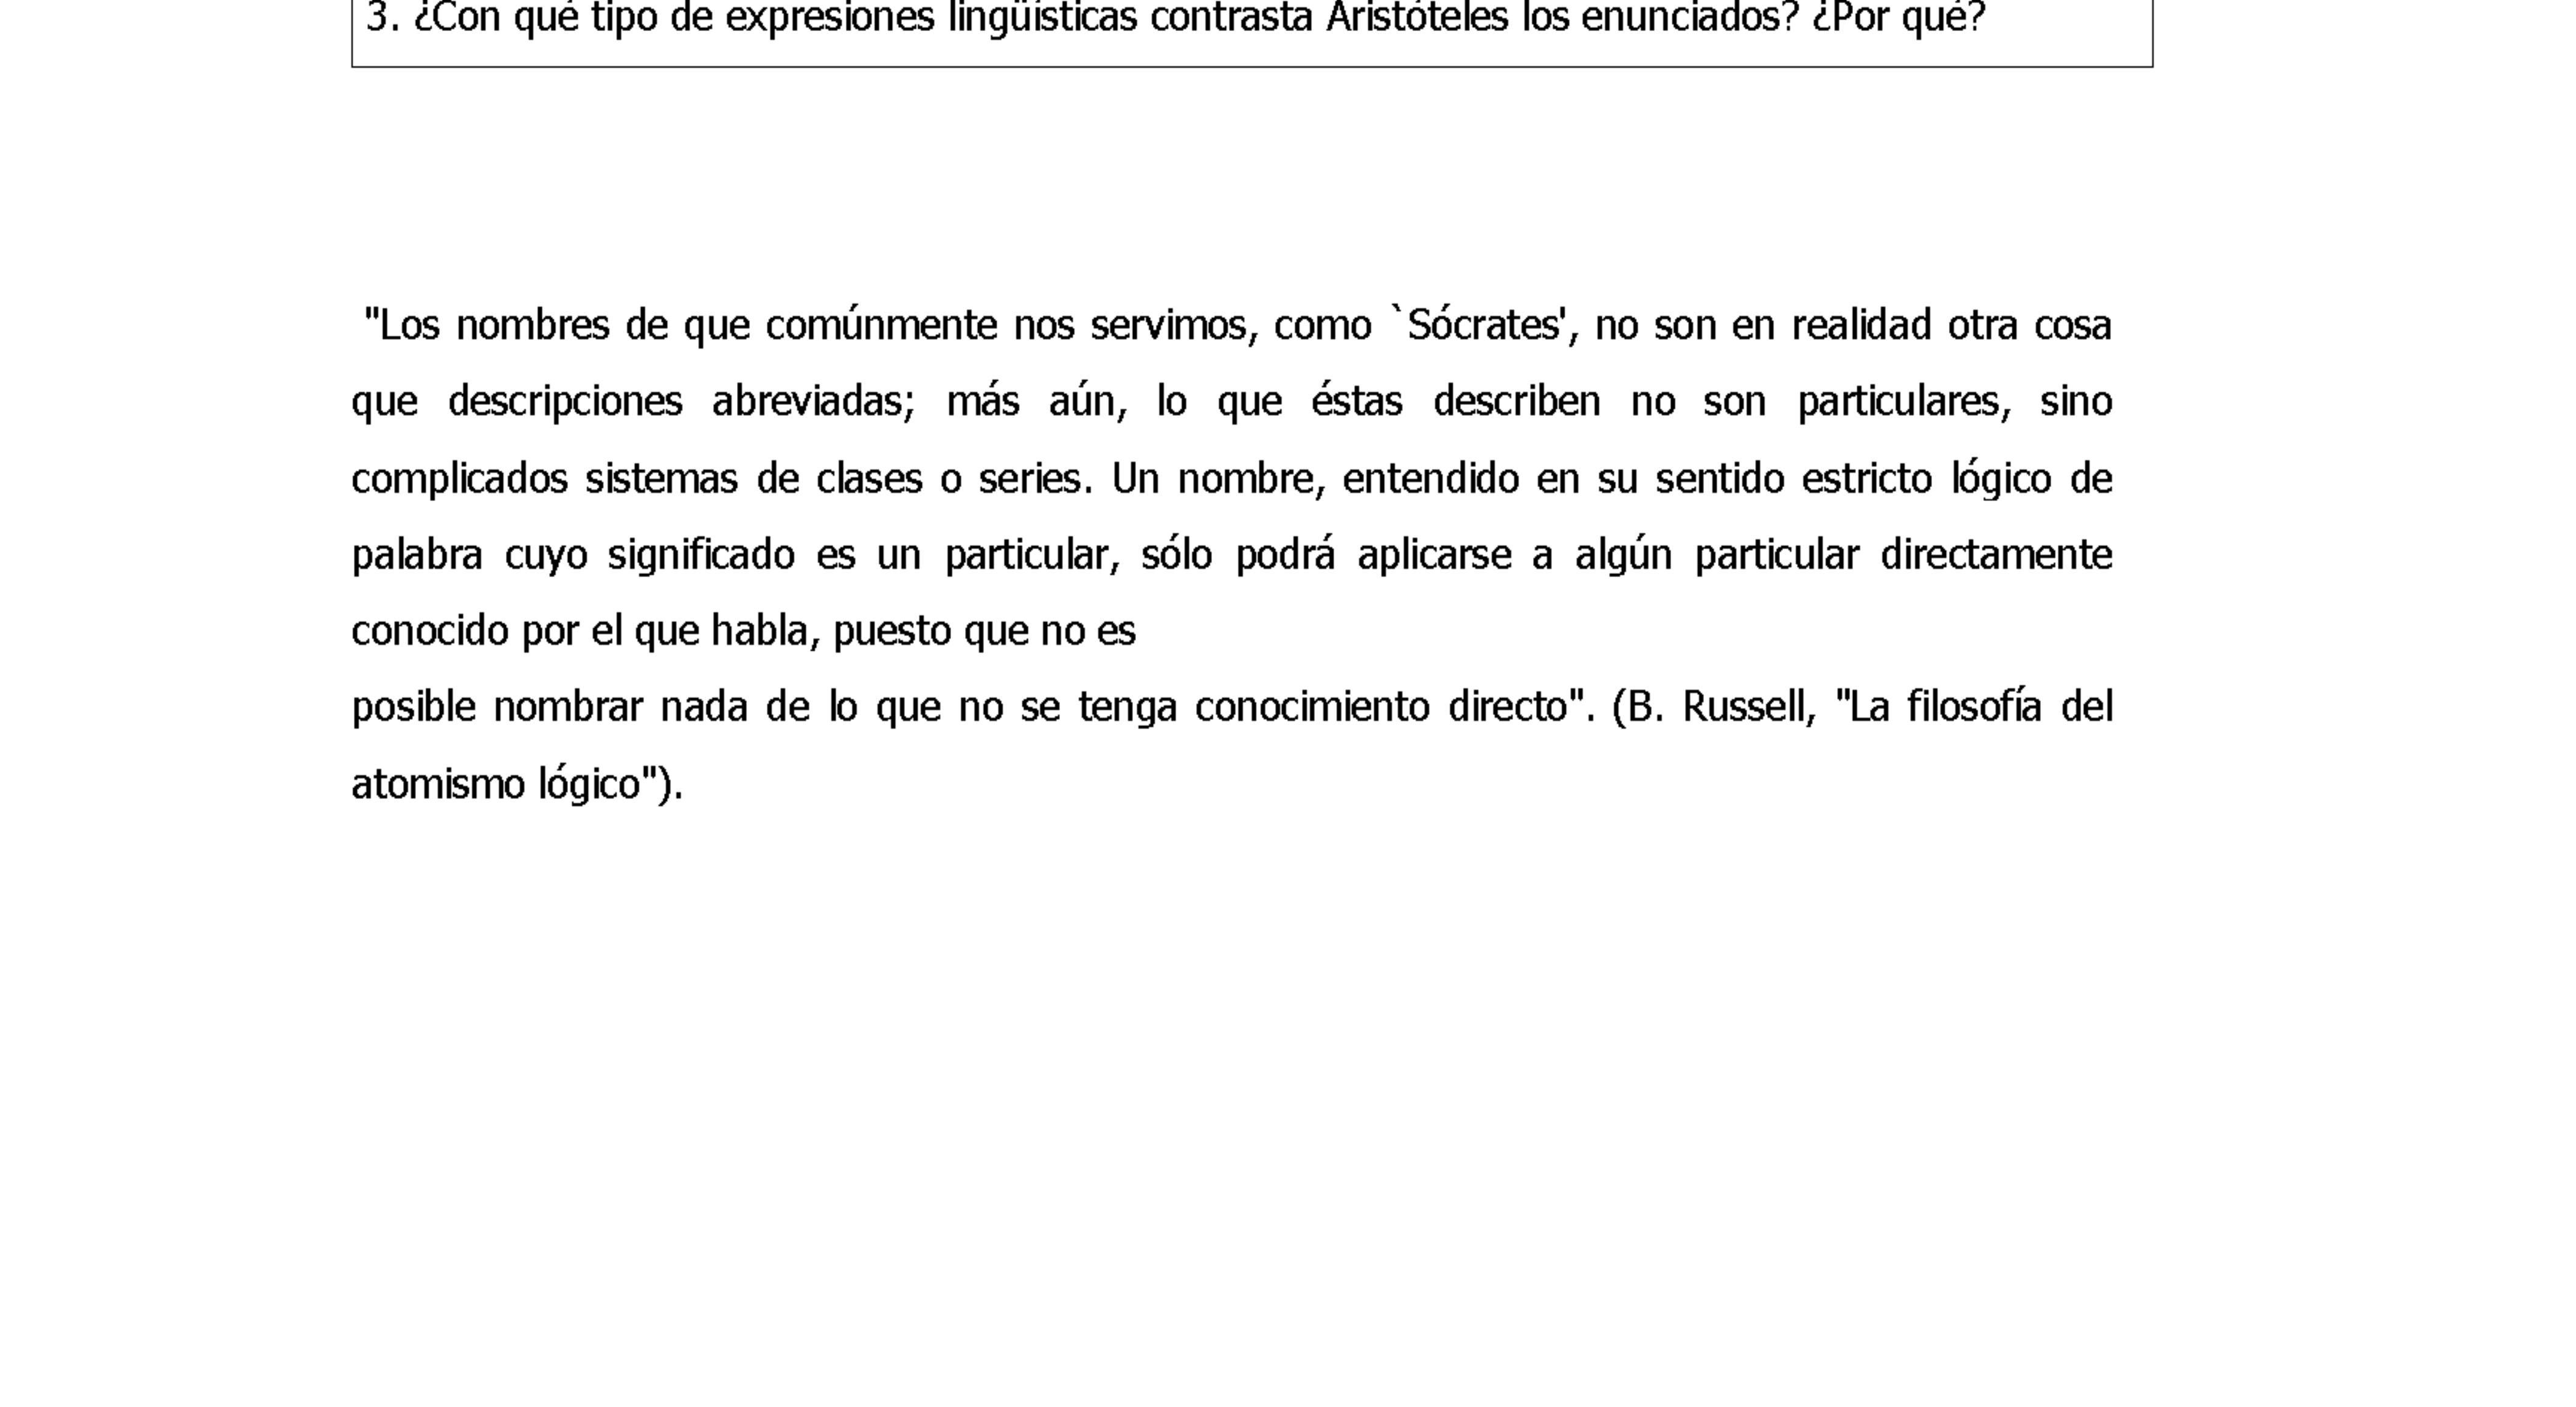 3. ¿Con qué tipo de expresiones lingüísticas contrasta Aristóteles los enunciados? ¿Por qué?
"Los nombres de que comúnmente nos servimos, como `Sócrates', no son en realidad otra cosa
que descripciones abreviadas; más aún, lo que éstas describen no son particulares, sino
complicados sistemas de clases o series. Un nombre, entendido en su sentido estricto lógico de
palabra cuyo significado es un particular, sólo podrá aplicarse a algún particular directamente
conocido por el que habla, puesto que no es
posible nombrar nada de lo que no se tenga conocimiento directo". (B. Russell, "La filosofía del
atomismo lógico").